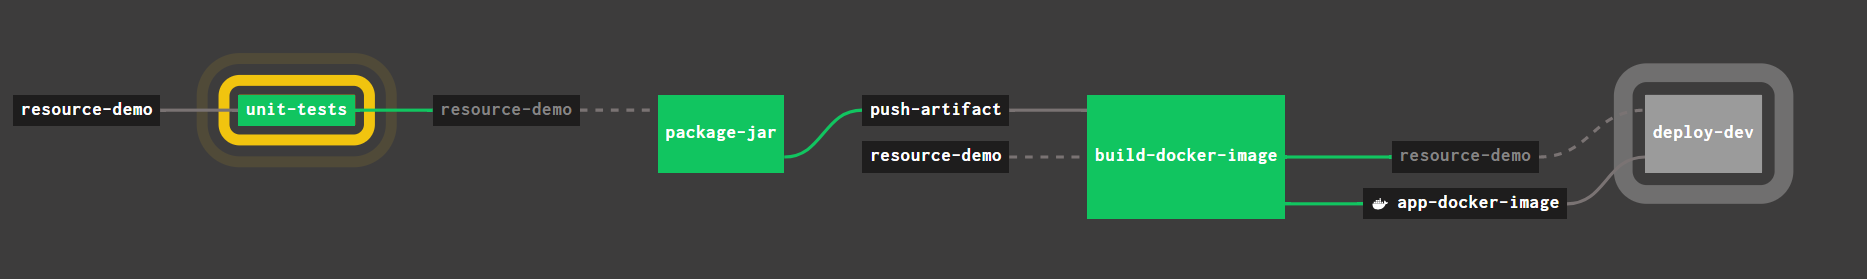 resource-demo
unit-tests
resource-demo
package-jar
push-artifact
resource-demo
build-docker-image
resource-demo
app-docker-image
deploy-dev